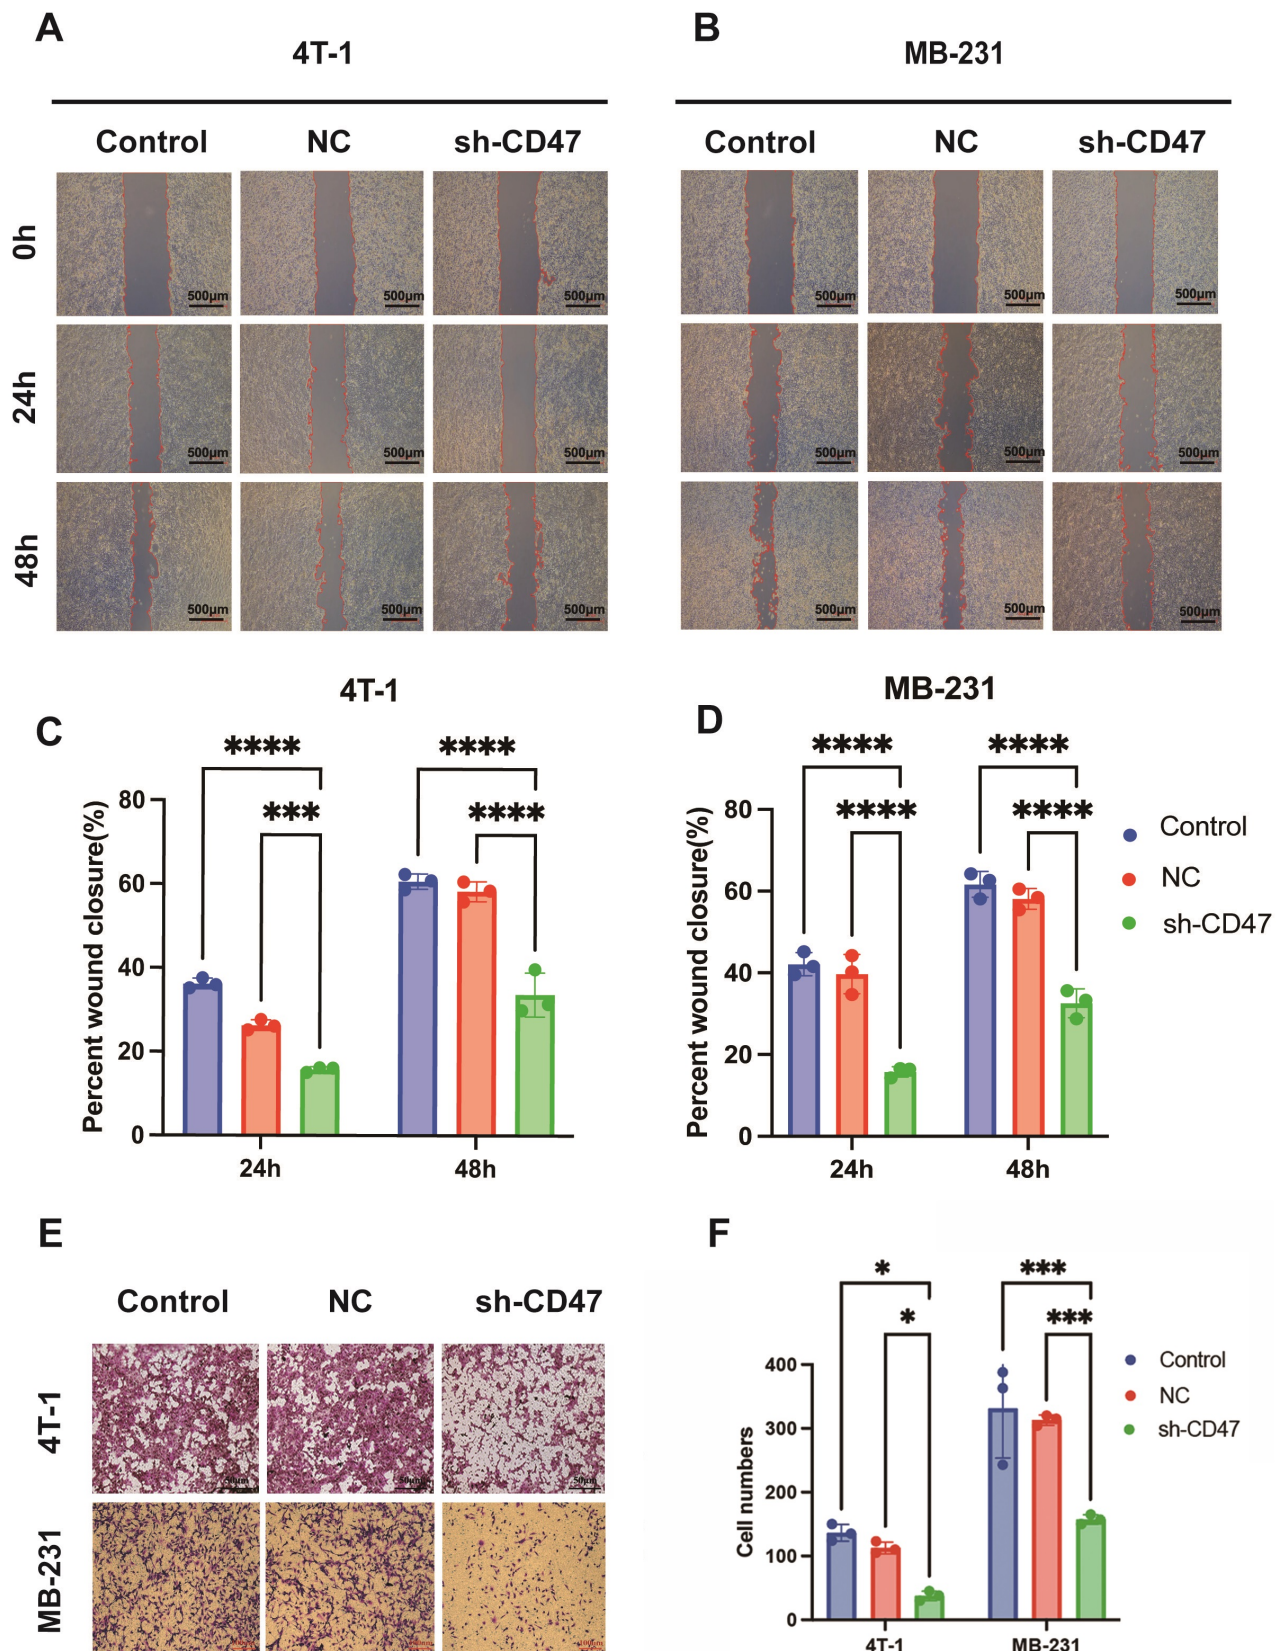 A
B
4T-1
MB-231
Control NC sh-CD47
Control NC sh-CD47
0h
500μm 500μm 500μm 500μm 500μm 500μm
24h
500μm 500μm 500μm 500μm 500μm 500μm
48h
500μm 500μm 500μm 500μm 500μm 500μm
C
4T-1
**** ****
*** ****
Percent wound closure(%)
80
60
40
20
0
24h 48h
D
MB-231
**** ****
**** ****
Percent wound closure(%)
80
60
40
20
0
24h 48h
Control
NC
sh-CD47
E
Control NC sh-CD47
4T-1
50μm 50μm 50μm
MB-231
100μm
F
* ***
* ***
Cell numbers
400
300
200
100
0
4T-1 MB-231
Control
NC
sh-CD47